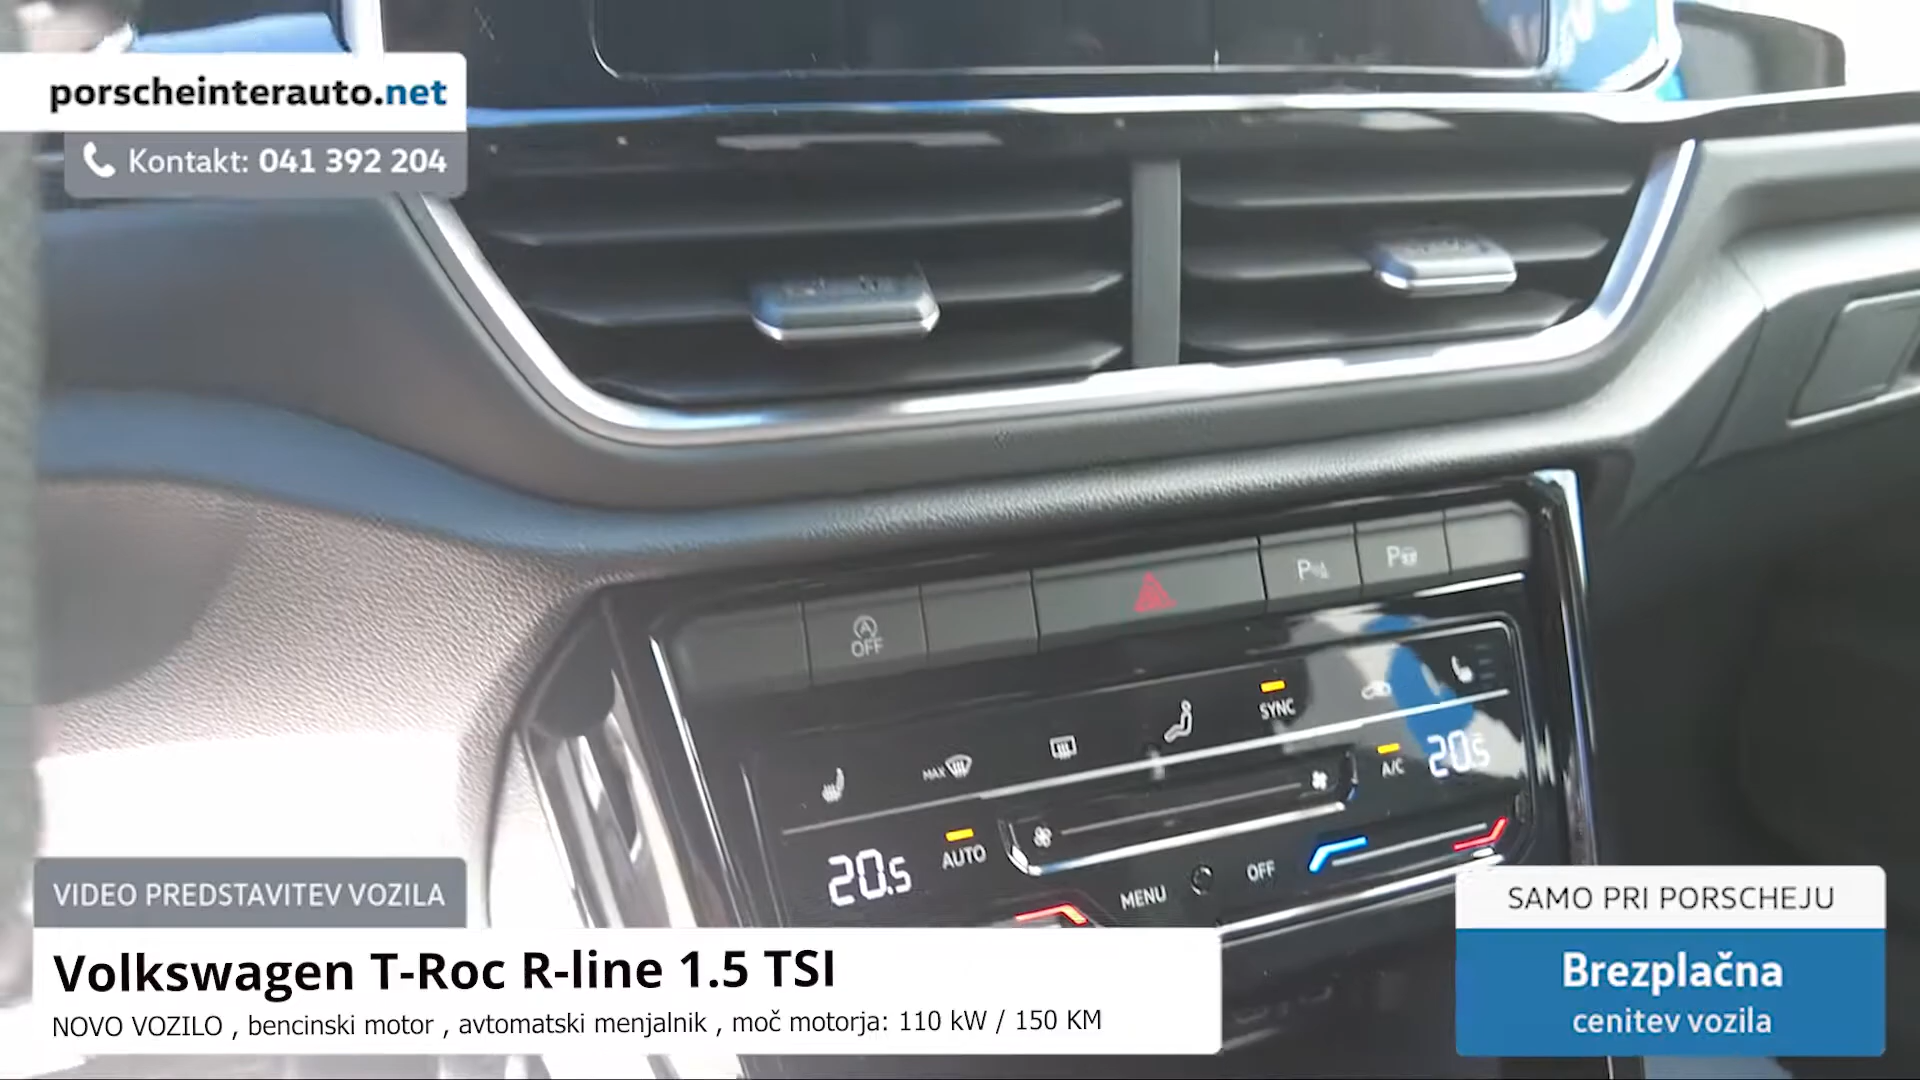 porscheinterauto.net
Kontakt: 041 392 204
OFF
P
P
SYNC
MAX
A/C
20.5
AUTO
20.5
MENU
OFF
VIDEO PREDSTAVITEV VOZILA
Volkswagen T-Roc R-line 1.5 TSI
NOVO VOZILO , bencinski motor , avtomatski menjalnik , moč motorja: 110 kW / 150 KM
SAMO PRI PORSCHEJU
Brezplačna
cenitev vozila